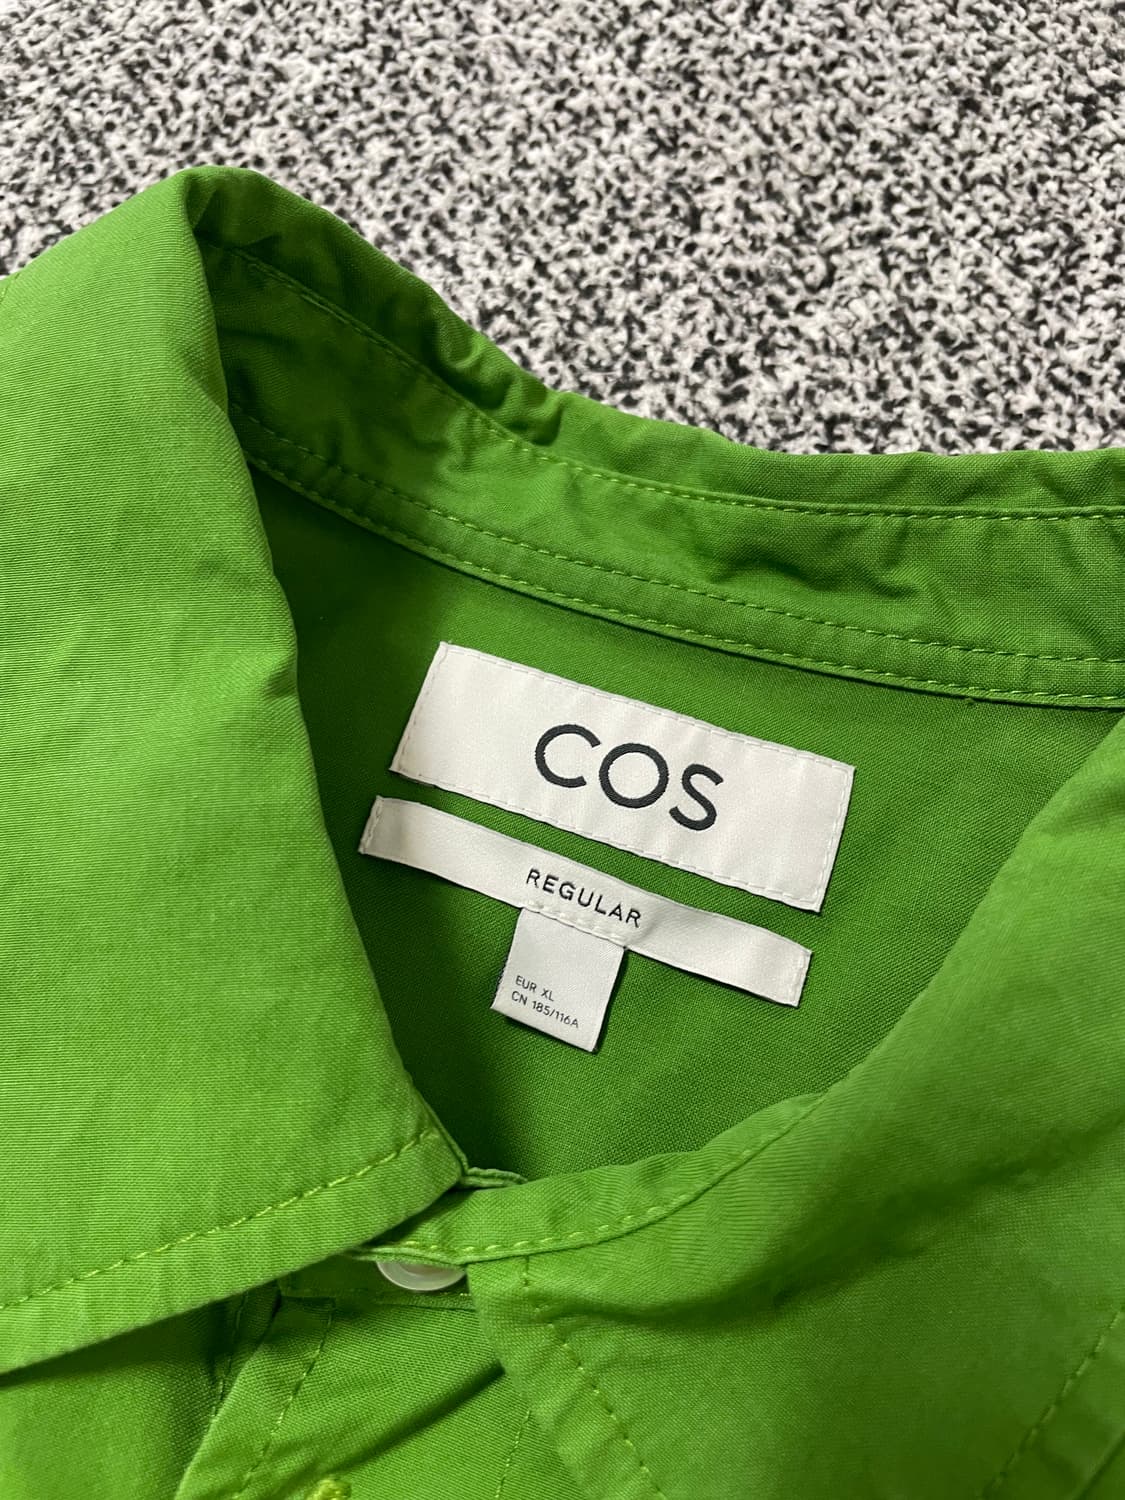 COS
REGULAR
EUR XL
CN 185/116A